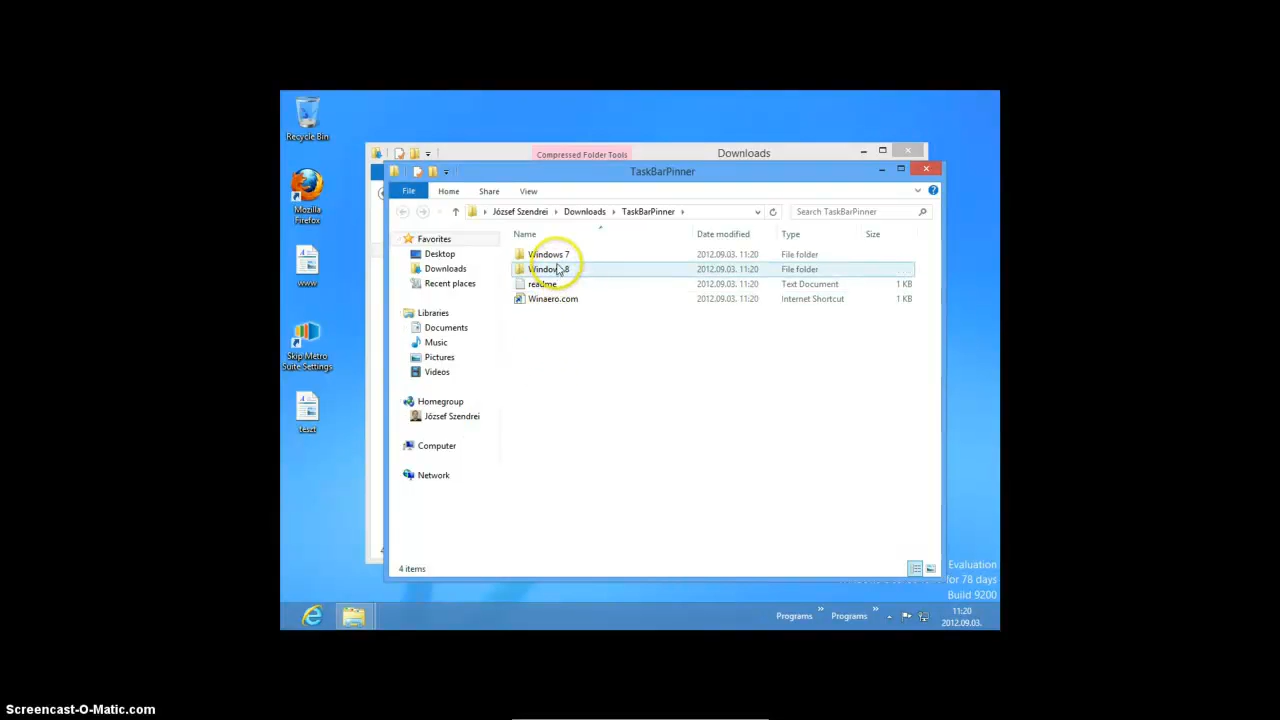 Recycle Bin
Mozilla
Firefox
www
Skip Metro
Suite Settings
teszt
Compressed Folder Tools
Downloads
TaskBarPinner
File
Home
Share
View
József Szendrei
Downloads
TaskBarPinner
Search TaskBarPinner
Name
Date modified
Type
Size
Windows 7
2012.09.03. 11:20
File folder
Windows 8
2012.09.03. 11:20
File folder
readme
2012.09.03. 11:20
Text Document
1 KB
Winaero.com
2012.09.03. 11:20
Internet Shortcut
1 KB
Favorites
Desktop
Downloads
Recent places
Libraries
Documents
Music
Pictures
Videos
Homegroup
József Szendrei
Computer
Network
4 items
Evaluation
for 78 days
Build 9200
Programs
Programs
11:20
2012.09.03.
Screencast-O-Matic.com